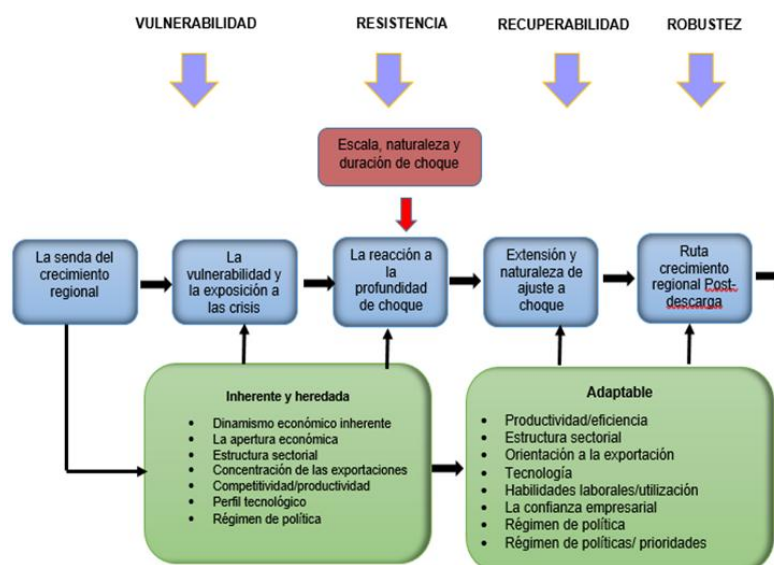 VULNERABILIDAD
RESISTENCIA
RECUPERABILIDAD
ROBUSTEZ
Escala, naturaleza y
duración de choque
La senda del
crecimiento
regional
La
vulnerabilidad y
la exposición a
las crisis
La reacción a
la
profundidad
de choque
Extensión y
naturaleza de
ajuste a
choque
Ruta
crecimiento
regional Post-
descarga
Inherente y heredada
• Dinamismo económico inherente
• La apertura económica
• Estructura sectorial
• Concentración de las exportaciones
• Competitividad/productividad
• Perfil tecnológico
• Régimen de política
Adaptable
• Productividad/eficiencia
• Estructura sectorial
• Orientación a la exportación
• Tecnología
• Habilidades laborales/utilización
• La confianza empresarial
• Régimen de política
• Régimen de políticas/ prioridades